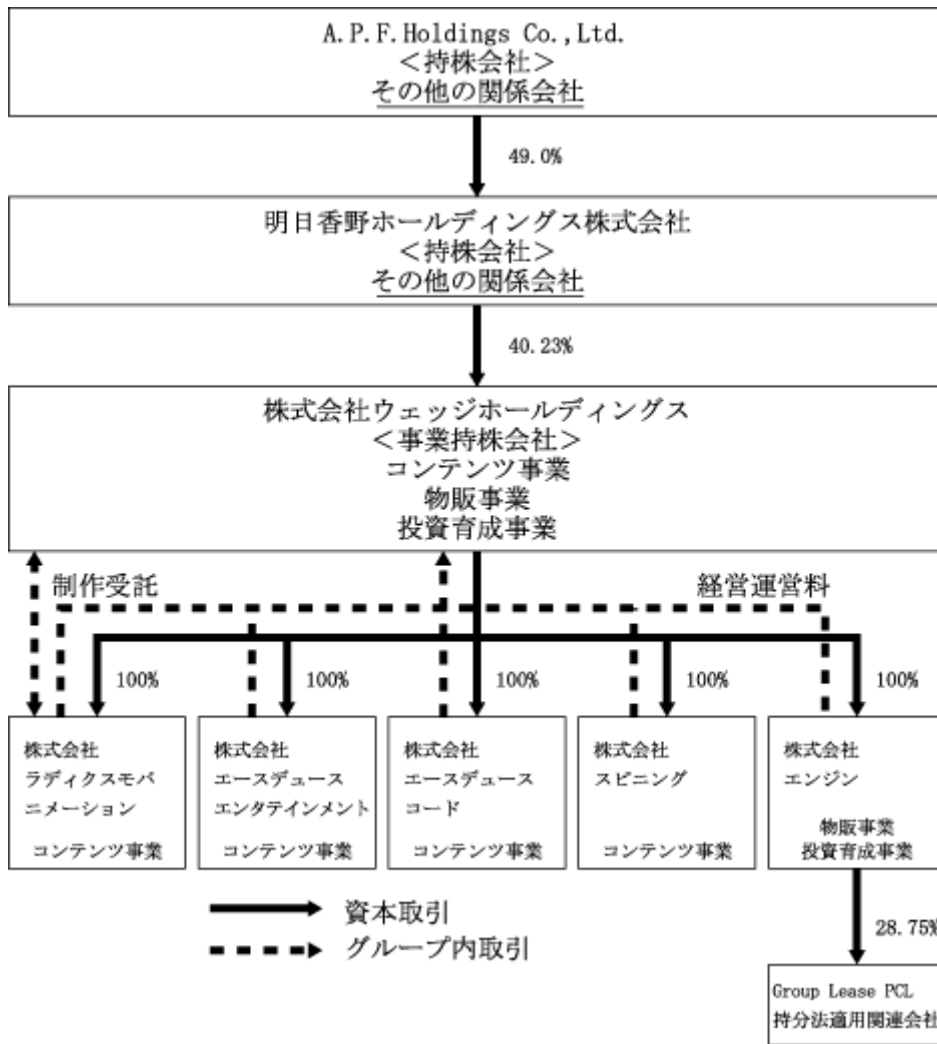 A.P.F.Holdings Co.,Ltd.
＜持株会社＞
その他の関係会社
49.0%
明日香野ホールディングス株式会社
＜持株会社＞
その他の関係会社
40.23%
株式会社ウェッジホールディングス
＜事業持株会社＞
コンテンツ事業
物販事業
投資育成事業
制作受託
経営運営料
100%
100%
100%
100%
100%
株式会社
ラディクスモバ
ニメーション
コンテンツ事業
株式会社
エースデュース
エンタテインメント
コンテンツ事業
株式会社
エースデュース
コード
コンテンツ事業
株式会社
スピニング
コンテンツ事業
株式会社
エンジン
物販事業
投資育成事業
資本取引
グループ内取引
28.75%
Group Lease PCL
持分法適用関連会社